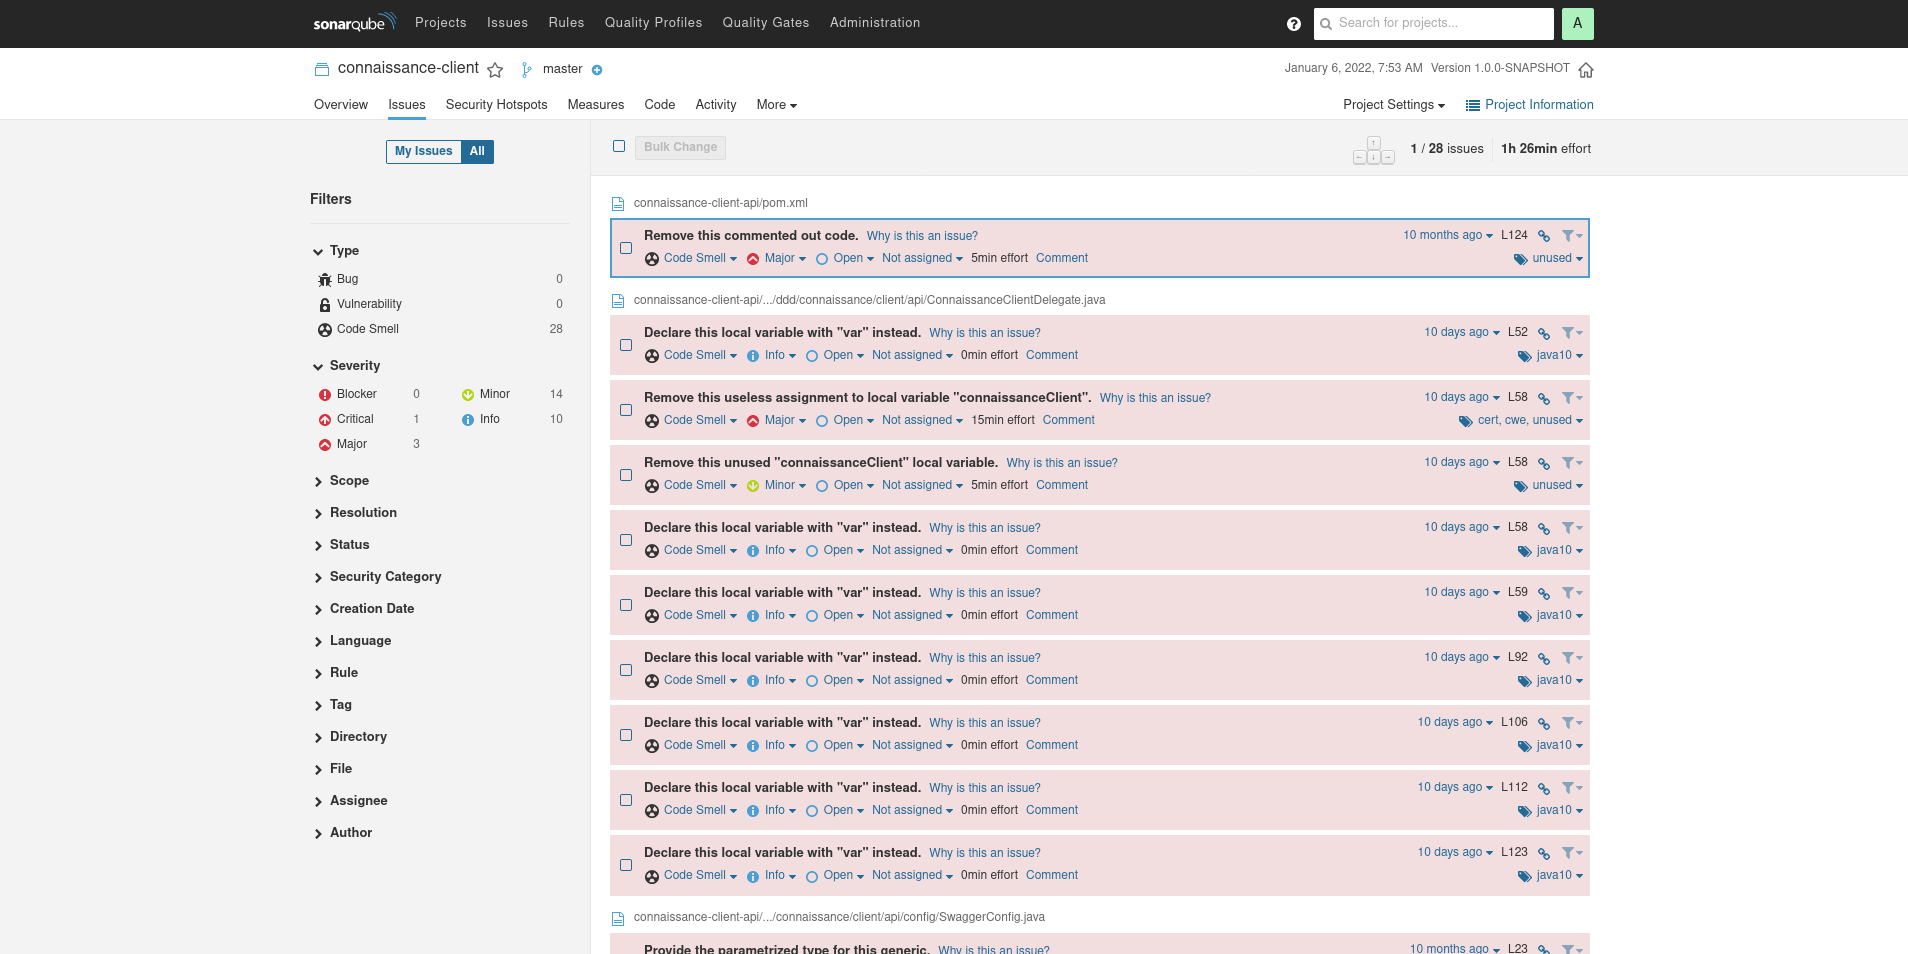 sonarqube Projects Issues Rules Quality Profiles Quality Gates Administration ? Search for projects... A
connaissance-client master January 6, 2022, 7:53 AM Version 1.0.0-SNAPSHOT
Overview Issues Security Hotspots Measures Code Activity More Project Settings Project Information
My Issues All
Bulk Change 1 / 28 issues 1h 26min effort
Filters
Type
Bug 0
Vulnerability 0
Code Smell 28
Severity
Blocker 0 Minor 14
Critical 1 Info 10
Major 3
Scope
Resolution
Status
Security Category
Creation Date
Language
Rule
Tag
Directory
File
Assignee
Author
connaissance-client-api/pom.xml
Remove this commented out code. Why is this an issue? 10 months ago L124
Code Smell Major Open Not assigned 5min effort Comment unused
connaissance-client-api/.../ddd/connaissance/client/api/ConnaissanceClientDelegate.java
Declare this local variable with "var" instead. Why is this an issue? 10 days ago L52
Code Smell Info Open Not assigned 0min effort Comment java10
Remove this useless assignment to local variable "connaissanceClient". Why is this an issue? 10 days ago L58
Code Smell Major Open Not assigned 15min effort Comment cert, cwe, unused
Remove this unused "connaissanceClient" local variable. Why is this an issue? 10 days ago L58
Code Smell Minor Open Not assigned 5min effort Comment unused
Declare this local variable with "var" instead. Why is this an issue? 10 days ago L58
Code Smell Info Open Not assigned 0min effort Comment java10
Declare this local variable with "var" instead. Why is this an issue? 10 days ago L59
Code Smell Info Open Not assigned 0min effort Comment java10
Declare this local variable with "var" instead. Why is this an issue? 10 days ago L92
Code Smell Info Open Not assigned 0min effort Comment java10
Declare this local variable with "var" instead. Why is this an issue? 10 days ago L106
Code Smell Info Open Not assigned 0min effort Comment java10
Declare this local variable with "var" instead. Why is this an issue? 10 days ago L112
Code Smell Info Open Not assigned 0min effort Comment java10
Declare this local variable with "var" instead. Why is this an issue? 10 days ago L123
Code Smell Info Open Not assigned 0min effort Comment java10
connaissance-client-api/.../connaissance/client/api/config/SwaggerConfig.java
Provide the parametrized type for this generic. Why is this an issue? 10 months ago L23